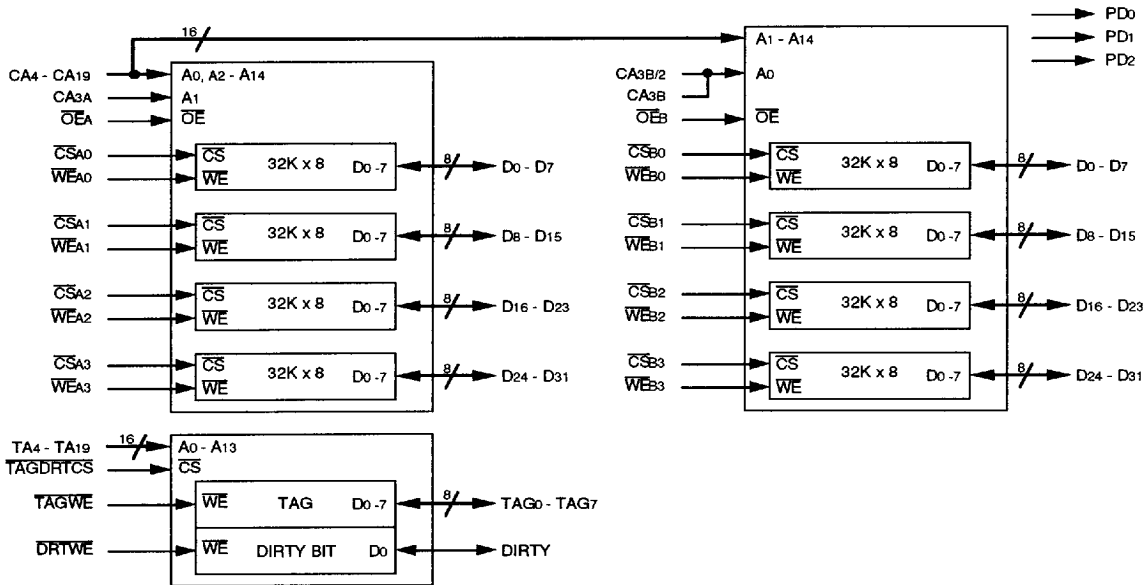 16
CA4 - CA19
A0, A2 - A14
CA3A
A1
OEA
OE
CSA0
CS
32K x 8
D0 -7
8
D0 - D7
WEA0
WE
CSA1
CS
32K x 8
D0 -7
8
D8 - D15
WEA1
WE
CSA2
CS
32K x 8
D0 -7
8
D16 - D23
WEA2
WE
CSA3
CS
32K x 8
D0 -7
8
D24 - D31
WEA3
WE
A1 - A14
CA3B/2
A0
CA3B
OEB
OE
CSB0
CS
32K x 8
D0 -7
8
D0 - D7
WEB0
WE
CSB1
CS
32K x 8
D0 -7
8
D8 - D15
WEB1
WE
CSB2
CS
32K x 8
D0 -7
8
D16 - D23
WEB2
WE
CSB3
CS
32K x 8
D0 -7
8
D24 - D31
WEB3
WE
PD0
PD1
PD2
TA4 - TA19
16
A0 - A13
TAGDRTCS
CS
TAGWE
WE
TAG
D0 -7
8
TAG0 - TAG7
DRTWE
WE
DIRTY BIT
D0
DIRTY